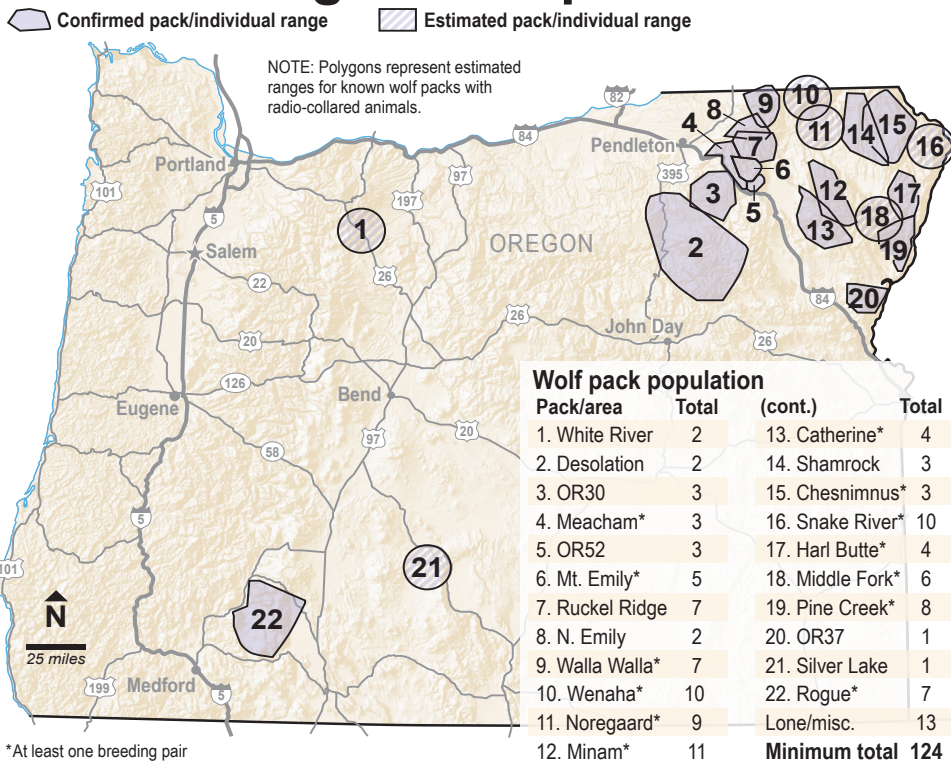 Confirmed pack/individual range
Estimated pack/individual range
NOTE: Polygons represent estimated
ranges for known wolf packs with
radio-collared animals.
82
84
Pendleton
395
Portland
101
5
97
197
Salem
22
26
OREGON
1
2
3
4
5
6
7
8
9
10
11
12
13
14
15
16
17
18
19
20
84
26
John Day
26
20
126
Eugene
Bend
97
20
58
5
101
21
22
N
25 miles
199
Medford
5
*At least one breeding pair
Wolf pack population
Pack/area Total
1. White River 2
2. Desolation 2
3. OR30 3
4. Meacham* 3
5. OR52 3
6. Mt. Emily* 5
7. Ruckel Ridge 7
8. N. Emily 2
9. Walla Walla* 7
10. Wenaha* 10
11. Noregaard* 9
12. Minam* 11
(cont.) Total
13. Catherine* 4
14. Shamrock 3
15. Chesnimnus* 3
16. Snake River* 10
17. Harl Butte* 4
18. Middle Fork* 6
19. Pine Creek* 8
20. OR37 1
21. Silver Lake 1
22. Rogue* 7
Lone/misc. 13
Minimum total 124